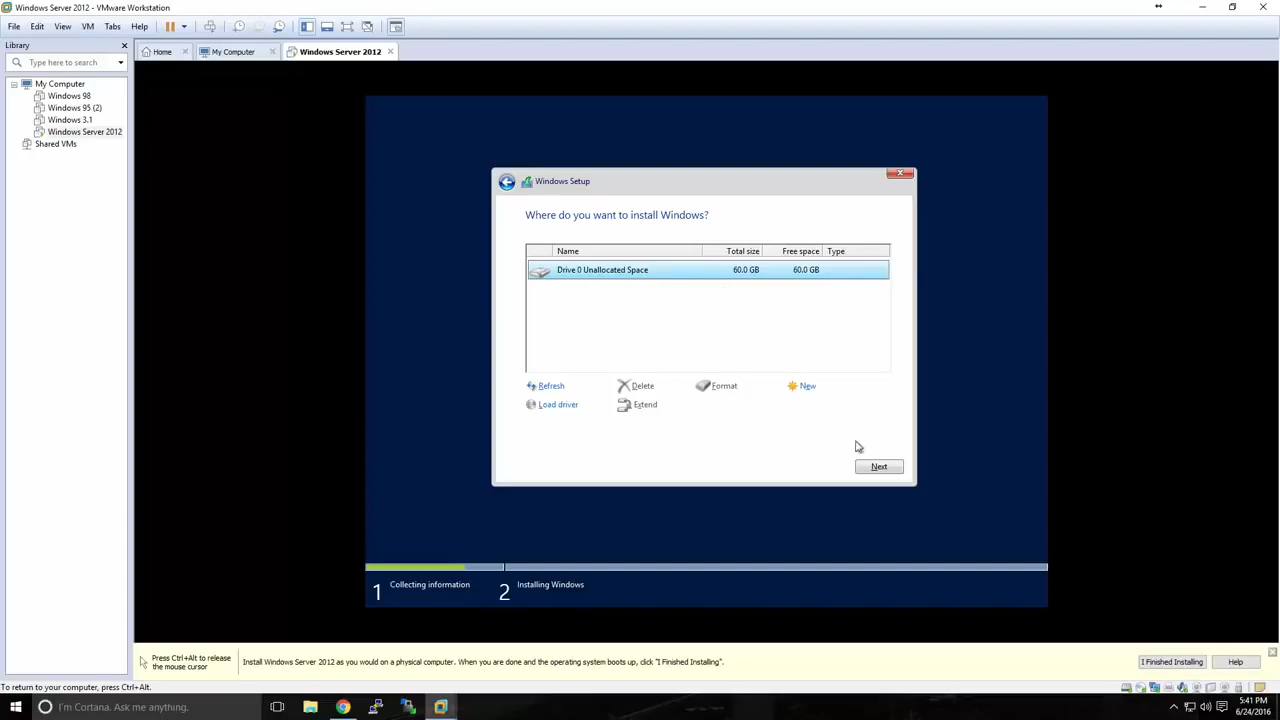 Windows Server 2012 - VMware Workstation
File Edit View VM Tabs Help
Library
Type here to search
My Computer
Windows 98
Windows 95 (2)
Windows 3.1
Windows Server 2012
Shared VMs
Home
My Computer
Windows Server 2012
Windows Setup
Where do you want to install Windows?
Name Total size Free space Type
Drive 0 Unallocated Space 60.0 GB 60.0 GB
Refresh Delete Format New
Load driver Extend
Next
1 Collecting information 2 Installing Windows
Press Ctrl+Alt to release
the mouse cursor
Install Windows Server 2012 as you would on a physical computer. When you are done and the operating system boots up, click "I Finished Installing".
I Finished Installing
Help
To return to your computer, press Ctrl+Alt.
I'm Cortana. Ask me anything.
5:41 PM
6/24/2016